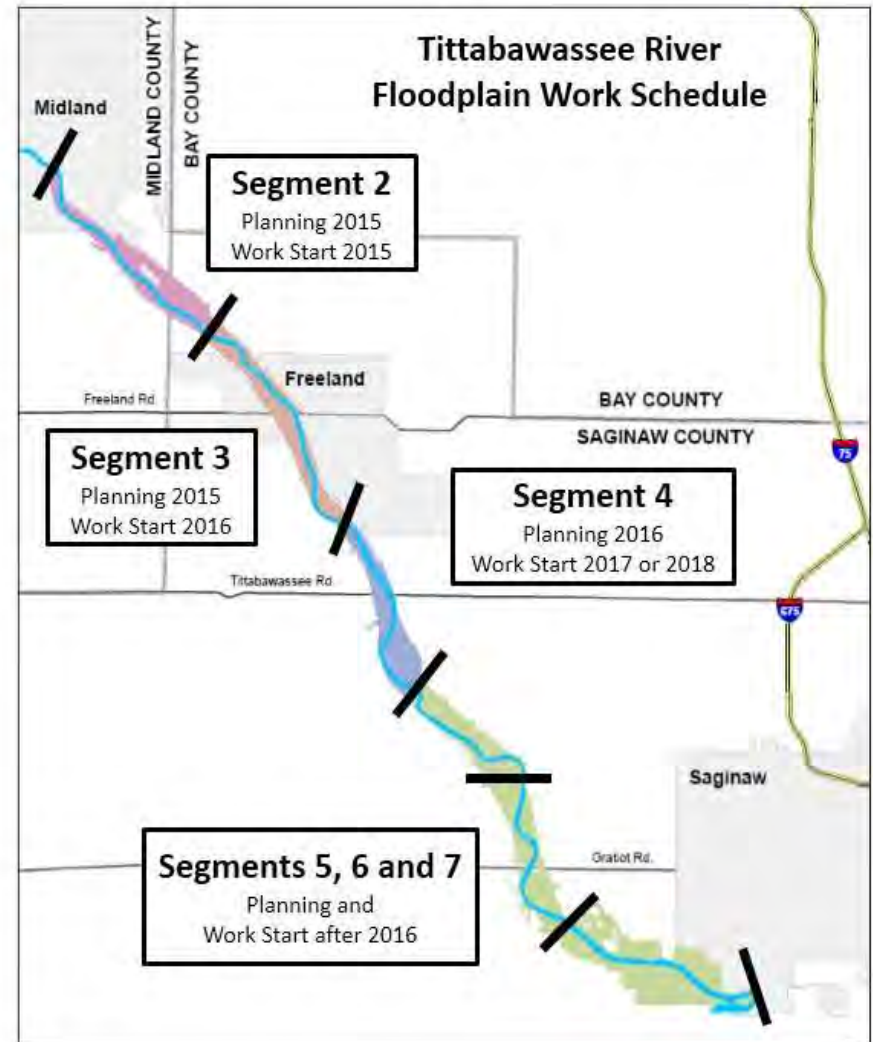 Tittabawassee River
Floodplain Work Schedule
MIDLAND COUNTY
BAY COUNTY
Midland
Segment 2
Planning 2015
Work Start 2015
Freeland
Freeland Rd.
BAY COUNTY
SAGINAW COUNTY
75
Segment 3
Planning 2015
Work Start 2016
Segment 4
Planning 2016
Work Start 2017 or 2018
Tittabawassee Rd.
675
Saginaw
Segments 5, 6 and 7
Planning and
Work Start after 2016
Gratiot Rd.